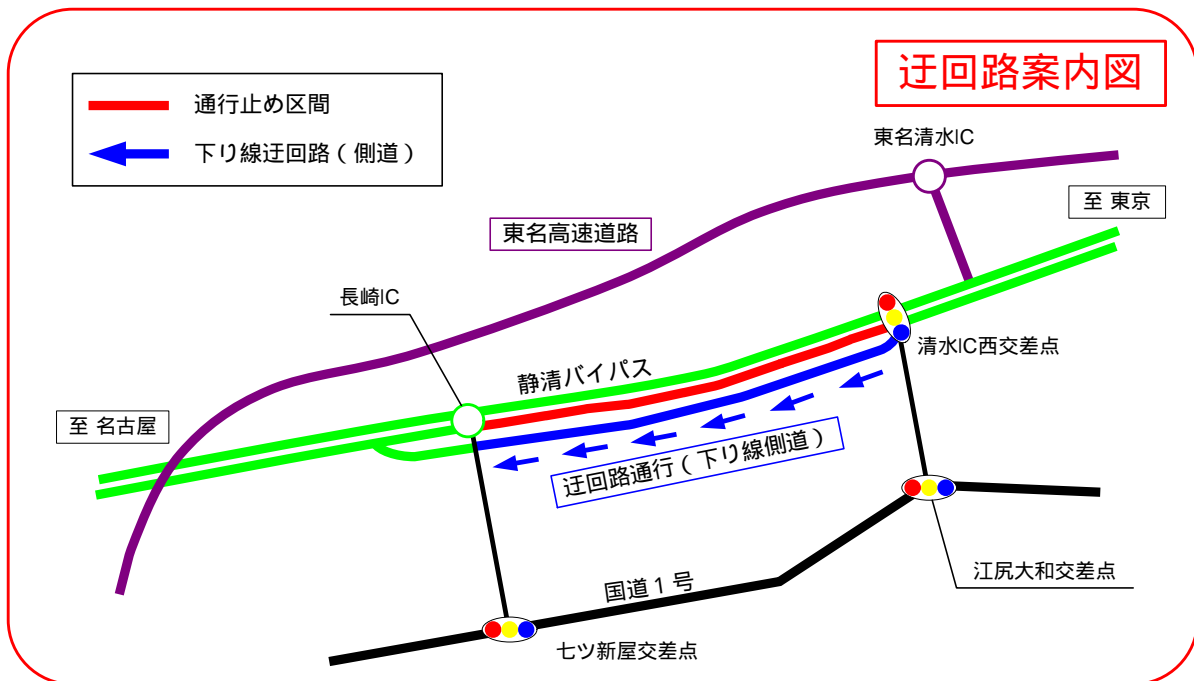 迂回路案内図
通行止め区間
下り線迂回路(側道)
東名清水IC
至 東京
東名高速道路
長崎IC
清水IC西交差点
静清バイパス
至 名古屋
迂回路通行(下り線側道)
江尻大和交差点
国道1号
七ツ新屋交差点